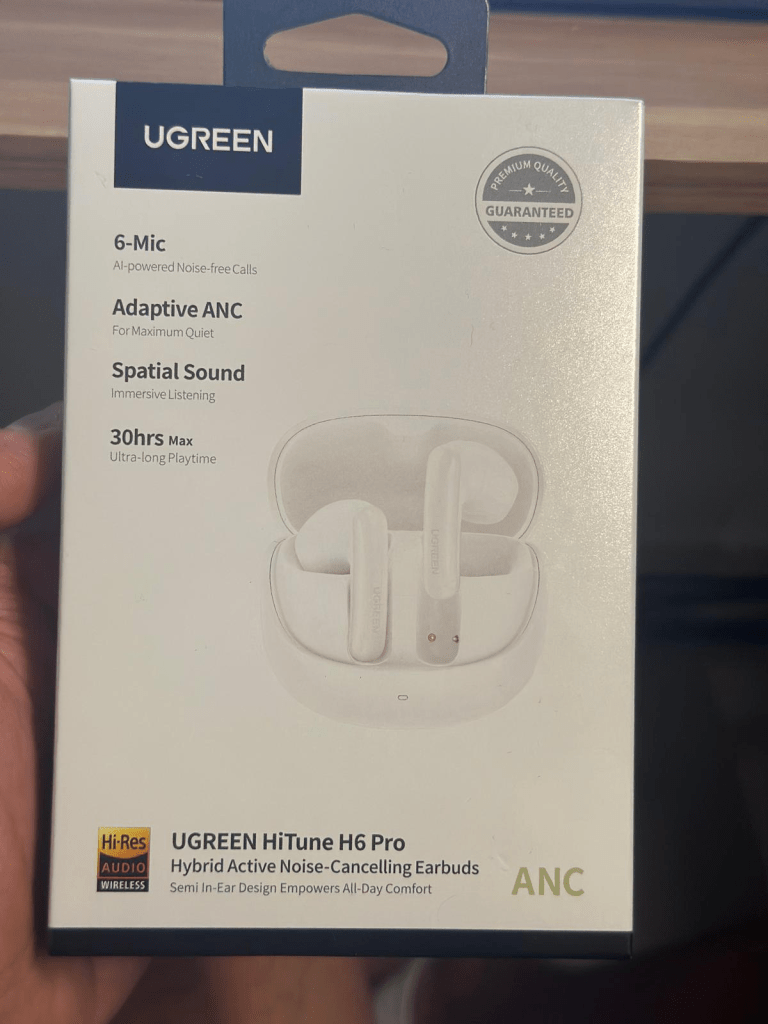 UGREEN
PREMIUM QUALITY
GUARANTEED
6-Mic
AI-powered Noise-free Calls
Adaptive ANC
For Maximum Quiet
Spatial Sound
Immersive Listening
30hrs Max
Ultra-long Playtime
UGREEN
UGREEN
Hi-Res
AUDIO
WIRELESS
UGREEN HiTune H6 Pro
Hybrid Active Noise-Cancelling Earbuds
Semi In-Ear Design Empowers All-Day Comfort
ANC